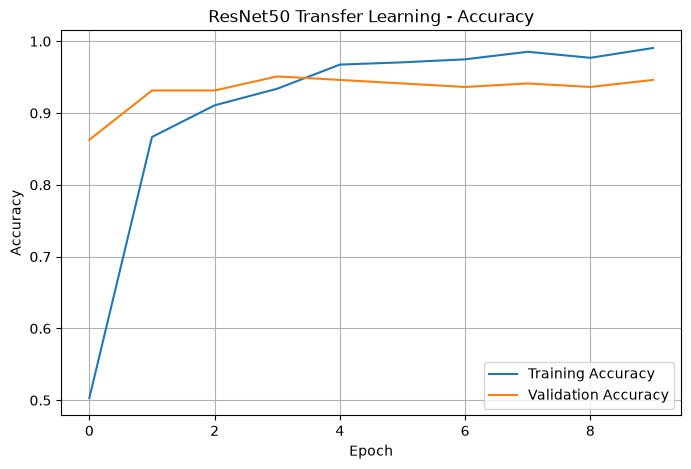 ResNet50 Transfer Learning - Accuracy
1.0
0.9
0.8
0.7
0.6
0.5
Accuracy
0 2 4 6 8
Epoch
Training Accuracy
Validation Accuracy